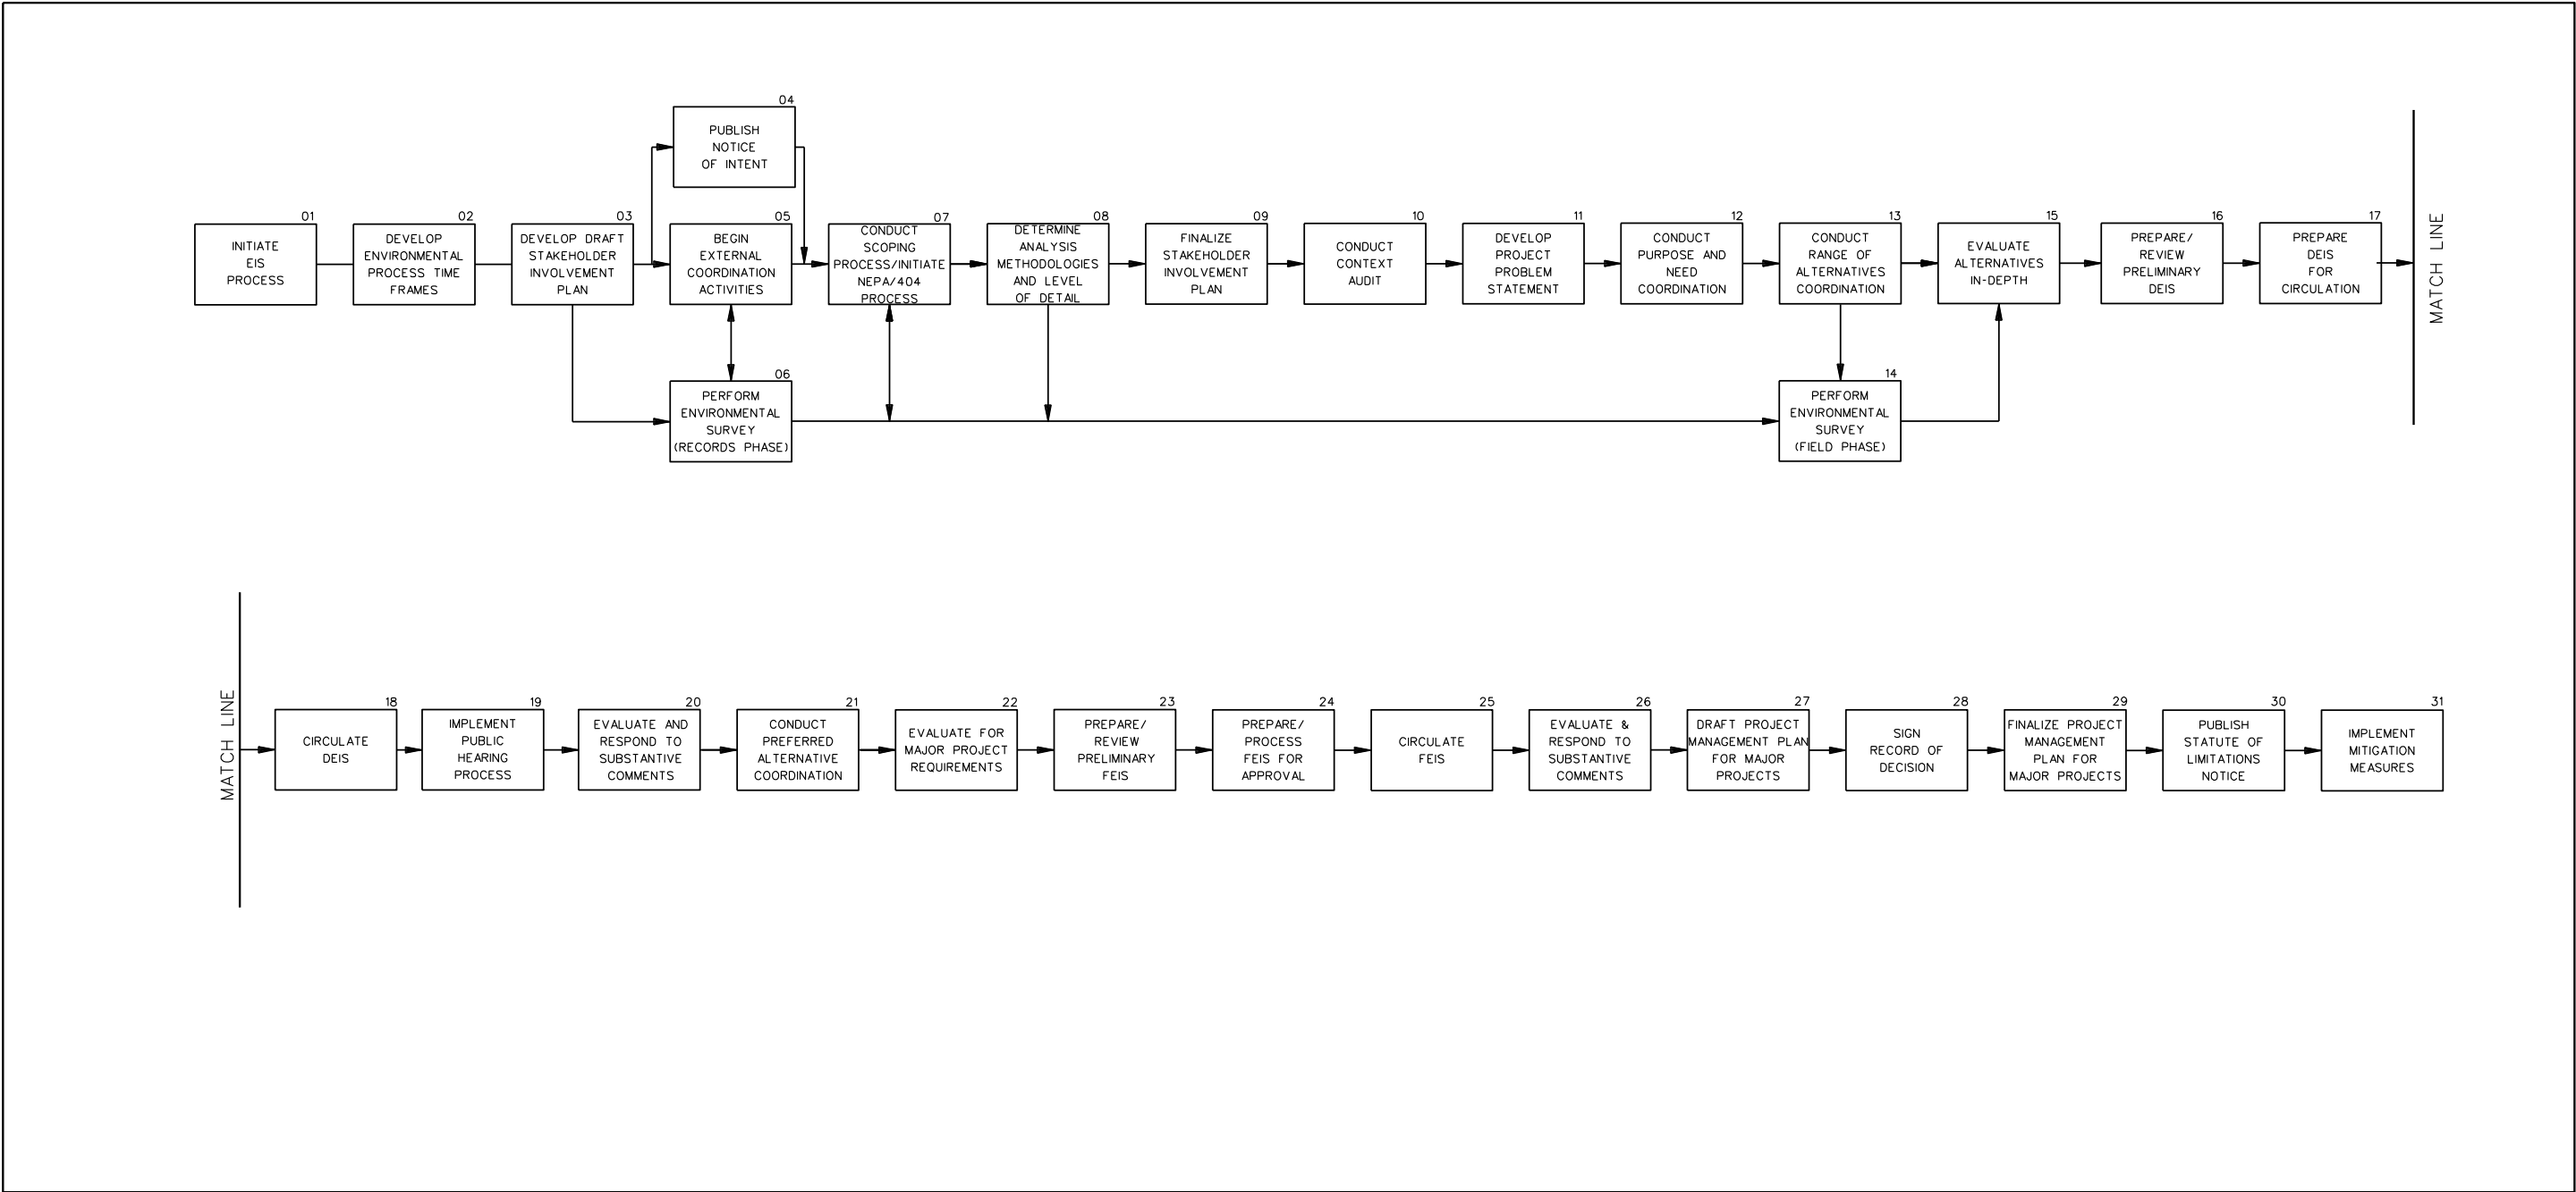 04
PUBLISH
NOTICE
OF INTENT
01
INITIATE
EIS
PROCESS
02
DEVELOP
ENVIRONMENTAL
PROCESS TIME
FRAMES
03
DEVELOP DRAFT
STAKEHOLDER
INVOLVEMENT
PLAN
05
BEGIN
EXTERNAL
COORDINATION
ACTIVITIES
07
CONDUCT
SCOPING
PROCESS/INITIATE
NEPA/404
PROCESS
08
DETERMINE
ANALYSIS
METHODOLOGIES
AND LEVEL
OF DETAIL
09
FINALIZE
STAKEHOLDER
INVOLVEMENT
PLAN
10
CONDUCT
CONTEXT
AUDIT
11
DEVELOP
PROJECT
PROBLEM
STATEMENT
12
CONDUCT
PURPOSE AND
NEED
COORDINATION
13
CONDUCT
RANGE OF
ALTERNATIVES
COORDINATION
15
EVALUATE
ALTERNATIVES
IN-DEPTH
16
PREPARE/
REVIEW
PRELIMINARY
DEIS
17
PREPARE
DEIS
FOR
CIRCULATION
MATCH LINE
06
PERFORM
ENVIRONMENTAL
SURVEY
(RECORDS PHASE)
14
PERFORM
ENVIRONMENTAL
SURVEY
(FIELD PHASE)
MATCH LINE
18
CIRCULATE
DEIS
19
IMPLEMENT
PUBLIC
HEARING
PROCESS
20
EVALUATE AND
RESPOND TO
SUBSTANTIVE
COMMENTS
21
CONDUCT
PREFERRED
ALTERNATIVE
COORDINATION
22
EVALUATE FOR
MAJOR PROJECT
REQUIREMENTS
23
PREPARE/
REVIEW
PRELIMINARY
FEIS
24
PREPARE/
PROCESS
FEIS FOR
APPROVAL
25
CIRCULATE
FEIS
26
EVALUATE &
RESPOND TO
SUBSTANTIVE
COMMENTS
27
DRAFT PROJECT
MANAGEMENT PLAN
FOR MAJOR
PROJECTS
28
SIGN
RECORD OF
DECISION
29
FINALIZE PROJECT
MANAGEMENT
PLAN FOR
MAJOR PROJECTS
30
PUBLISH
STATUTE OF
LIMITATIONS
NOTICE
31
IMPLEMENT
MITIGATION
MEASURES